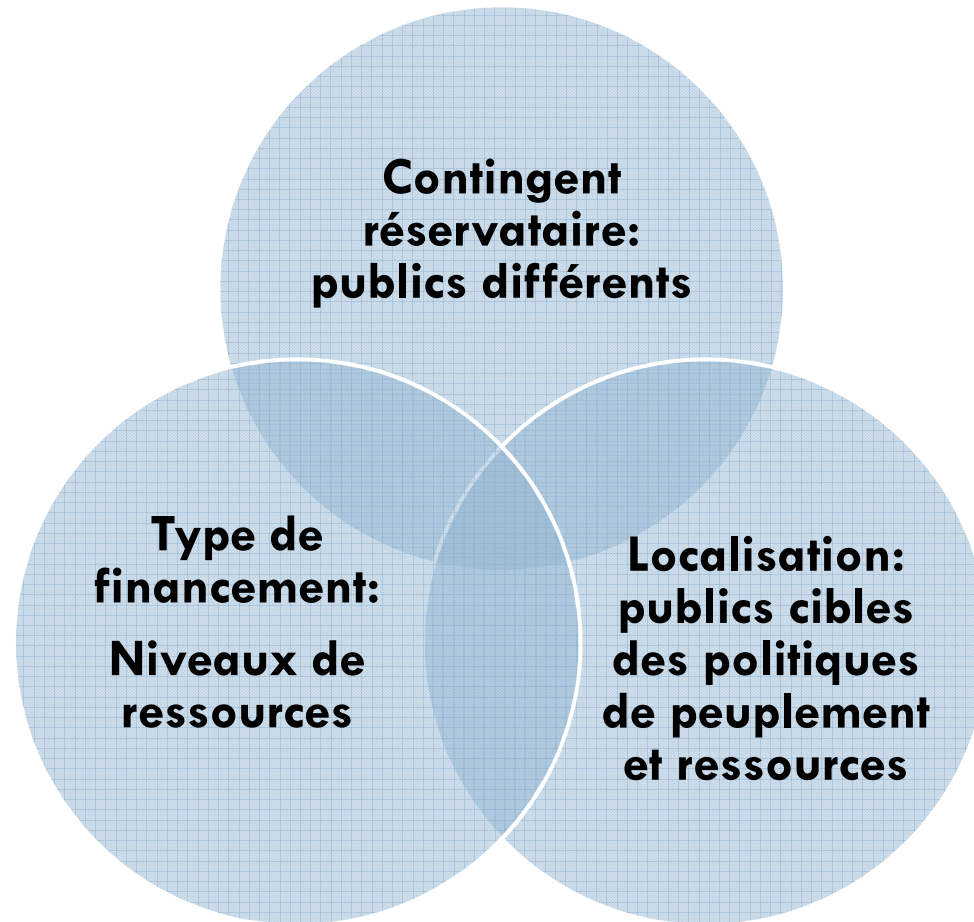 Contingent
réservataire:
publics différents
Type de
financement:
Niveaux de
ressources
Localisation:
publics cibles
des politiques
de peuplement
et ressources